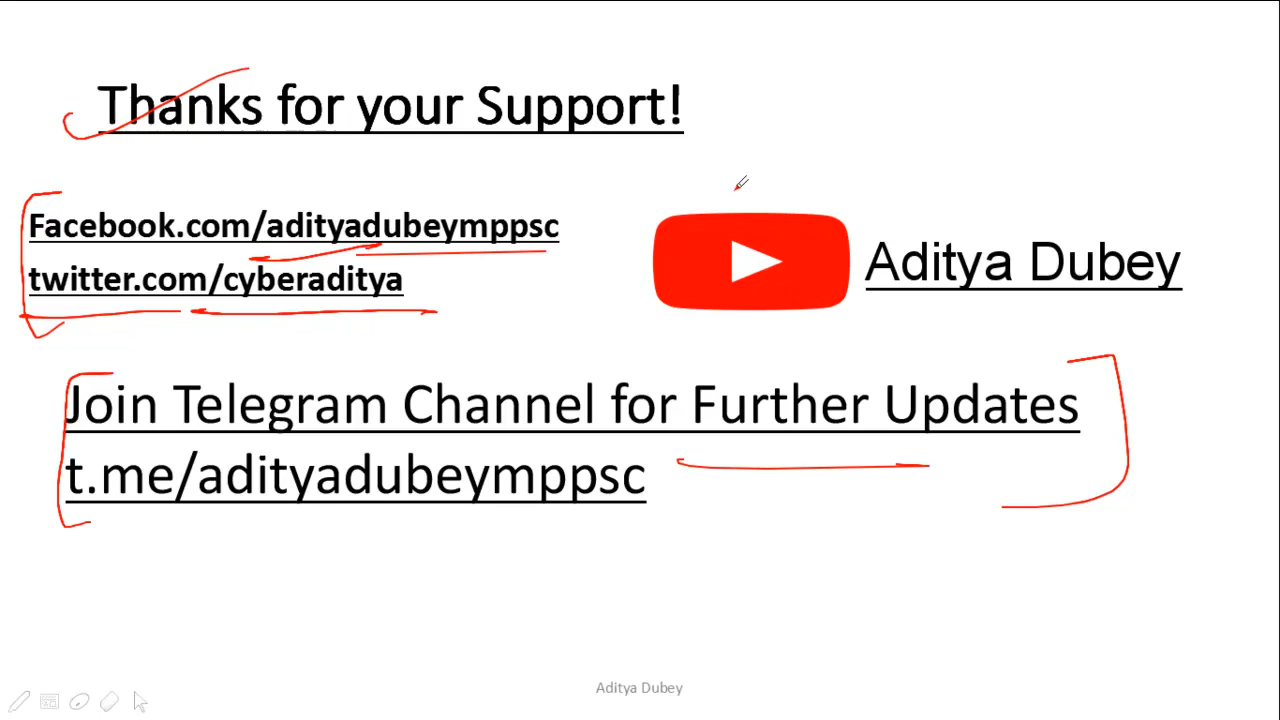 Thanks for your Support!
Facebook.com/adityadubeymppsc
twitter.com/cyberaditya
Aditya Dubey
Join Telegram Channel for Further Updates
t.me/adityadubeymppsc
Aditya Dubey